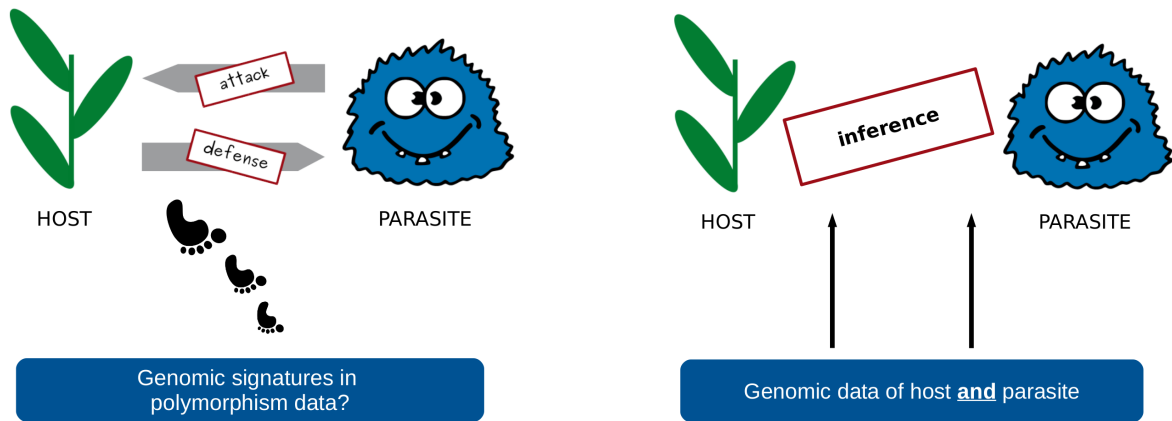 attack
defense
HOST
PARASITE
Genomic signatures in
polymorphism data?
inference
HOST
PARASITE
Genomic data of host and parasite